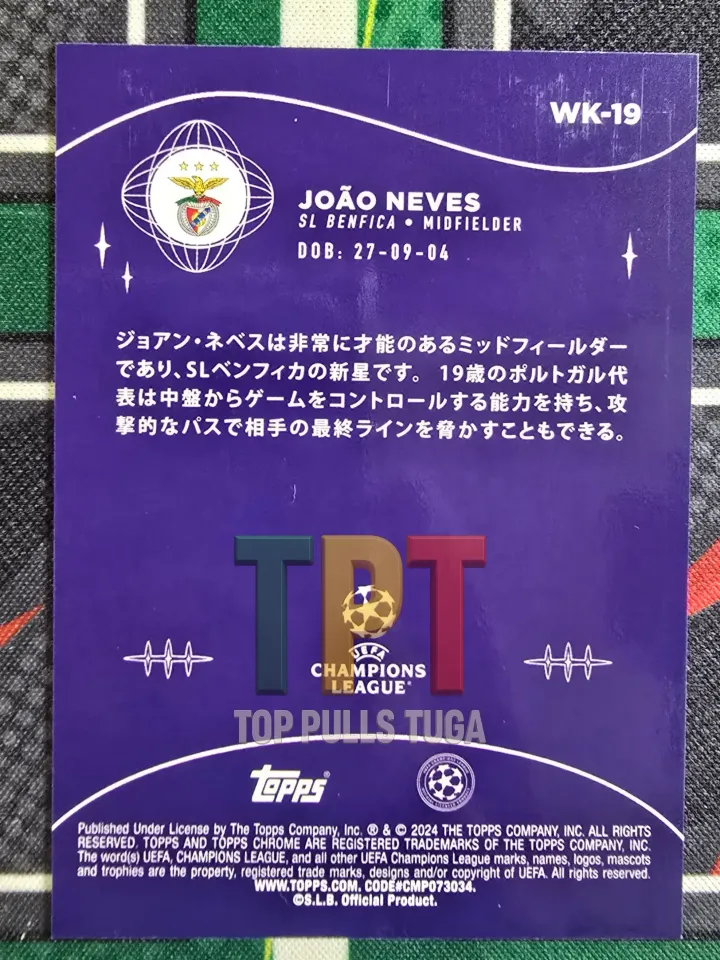 WK-19
JOÃO NEVES
SL BENFICA • MIDFIELDER
DOB: 27-09-04
ジョアン・ネベスは非常に才能のあるミッドフィールダー
であり、SLベンフィカの新星です。 19歳のポルトガル代
表は中盤からゲームをコントロールする能力を持ち、攻
撃的なパスで相手の最終ラインを脅かすこともできる。
TPT
UEFA
CHAMPIONS
LEAGUE®
TOP PULLS TUGA
Topps®
Published Under License by The Topps Company, Inc. ® & © 2024 THE TOPPS COMPANY, INC. ALL RIGHTS
RESERVED. TOPPS AND TOPPS CHROME ARE REGISTERED TRADEMARKS OF THE TOPPS COMPANY, INC.
The word(s) UEFA, CHAMPIONS LEAGUE, and all other UEFA Champions League marks, names, logos, mascots
and trophies are the property, registered trade marks, designs and/or copyright of UEFA. All rights reserved.
WWW.TOPPS.COM. CODE#CMP073034.
©S.L.B. Official Product.